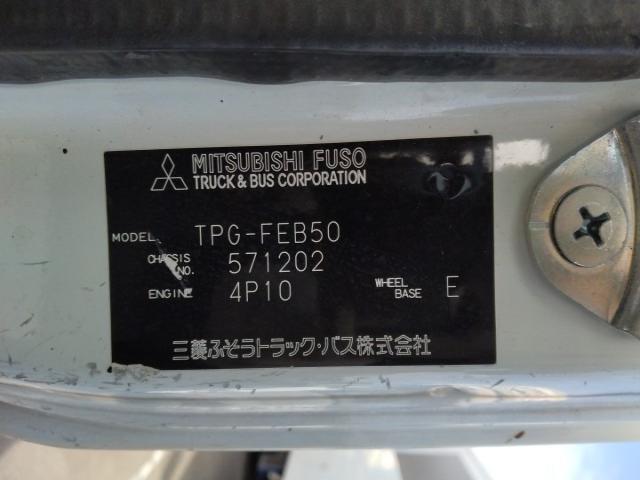 MITSUBISHI FUSO
TRUCK & BUS CORPORATION
MODEL TPG-FEB50
CHASSIS NO. 571202
ENGINE 4P10 WHEEL BASE E
三菱ふそうトラック・バス株式会社